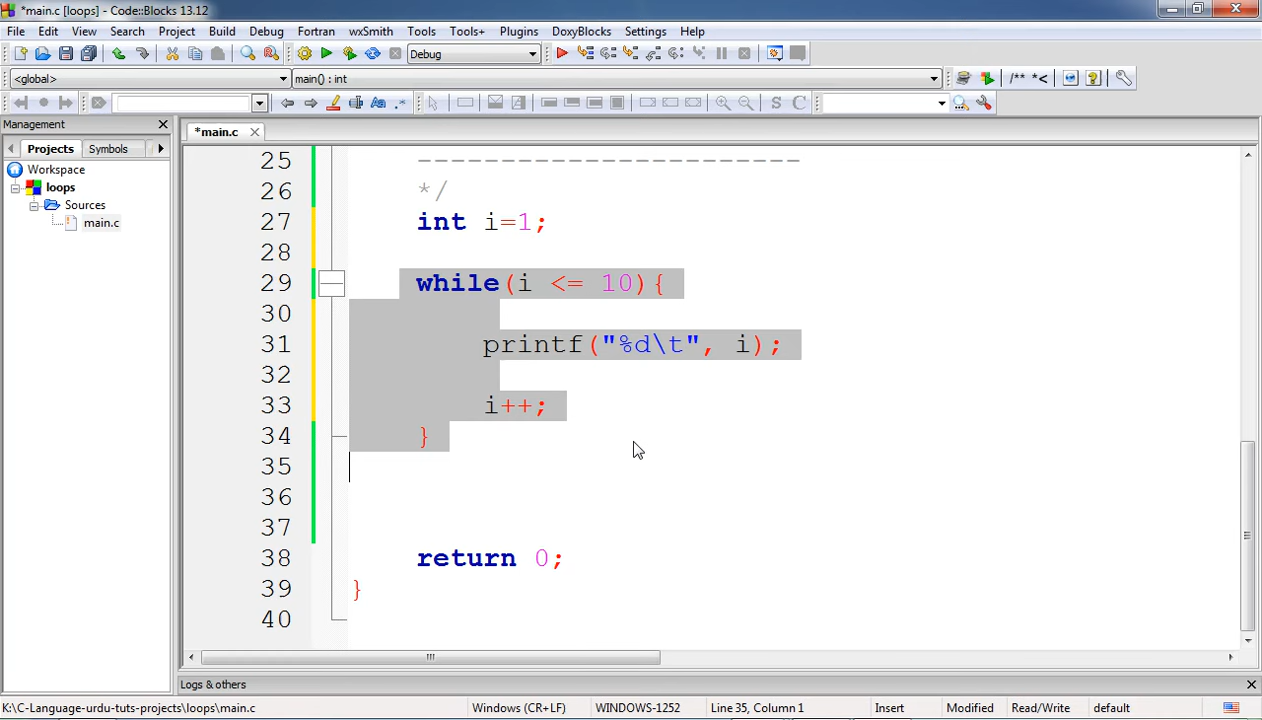 *main.c [loops] - Code::Blocks 13.12
File Edit View Search Project Build Debug Fortran wxSmith Tools Tools+ Plugins DoxyBlocks Settings Help
Debug
<global> main() : int /** *<
Aa .* S C
Management
Projects Symbols
Workspace
loops
Sources
main.c
*main.c
25 -----------------------
26 */
27 int i=1;
28
29 while(i <= 10){
30
31 printf("%d\t", i);
32
33 i++;
34 }
35
36
37
38 return 0;
39 }
40
Logs & others
K:\C-Language-urdu-tuts-projects\loops\main.c Windows (CR+LF) WINDOWS-1252 Line 35, Column 1 Insert Modified Read/Write default